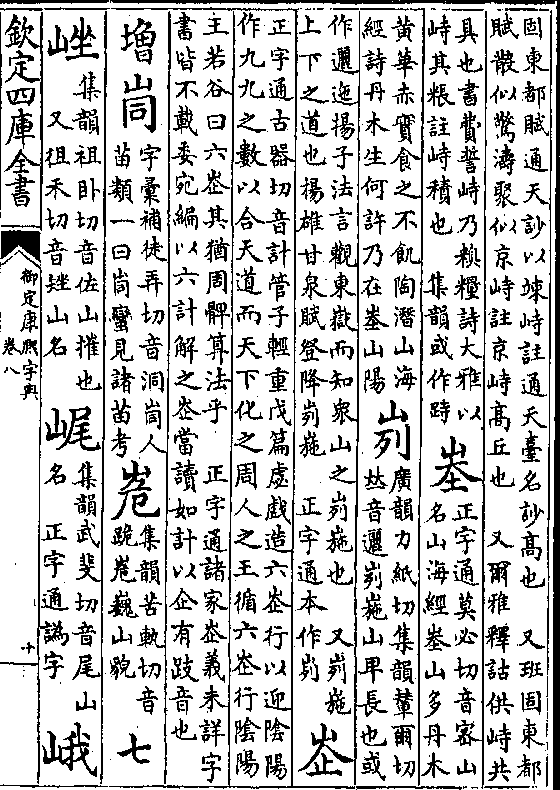 固東都賦通天訬以竦峙註通天臺名訬高也　又班固東都
賦散似驚濤聚似京峙註京峙高丘也　又爾雅釋詁供峙共
具也書費誓峙乃糗糧詩大雅以
峙其粻註峙積也　集韻或作跱
峚
正字通莫必切音密山
名山海經峚山多丹木
黄華赤實食之不飢陶潛山海
經詩丹木生何許乃在峚山陽
峛
廣韻力紙切集韻輦爾切
𠀤音邐峛崺山卑長也或
作邐迤揚子法言觀東嶽而知衆山之峛崺也　又峛崺
上下之道也揚雄甘泉賦登降峛崺　正字通本作峢
峜
正字通古器切音計管子輕重戊篇虙戲造六峜行以迎陰陽
作九九之數以合天道而天下化之周人之王循六峜行陰陽
主若谷曰六峜其猶周髀算法乎　正字通諸家峜義未詳字
書皆不載委宛編以六計解之峜當讀如計以企有跂音也
增峝
字彙補徒弄切音洞峝人
苗類一曰峝蠻見諸苗考
峞
集韻苦軌切音
跪峞巍山貌
七
㟇
集韻祖卧切音佐山摧也
又徂禾切音矬山名
集韻武斐切音尾山
名　正字通譌字
峨
欽定四庫全書
御定康熙字典
卷八
十